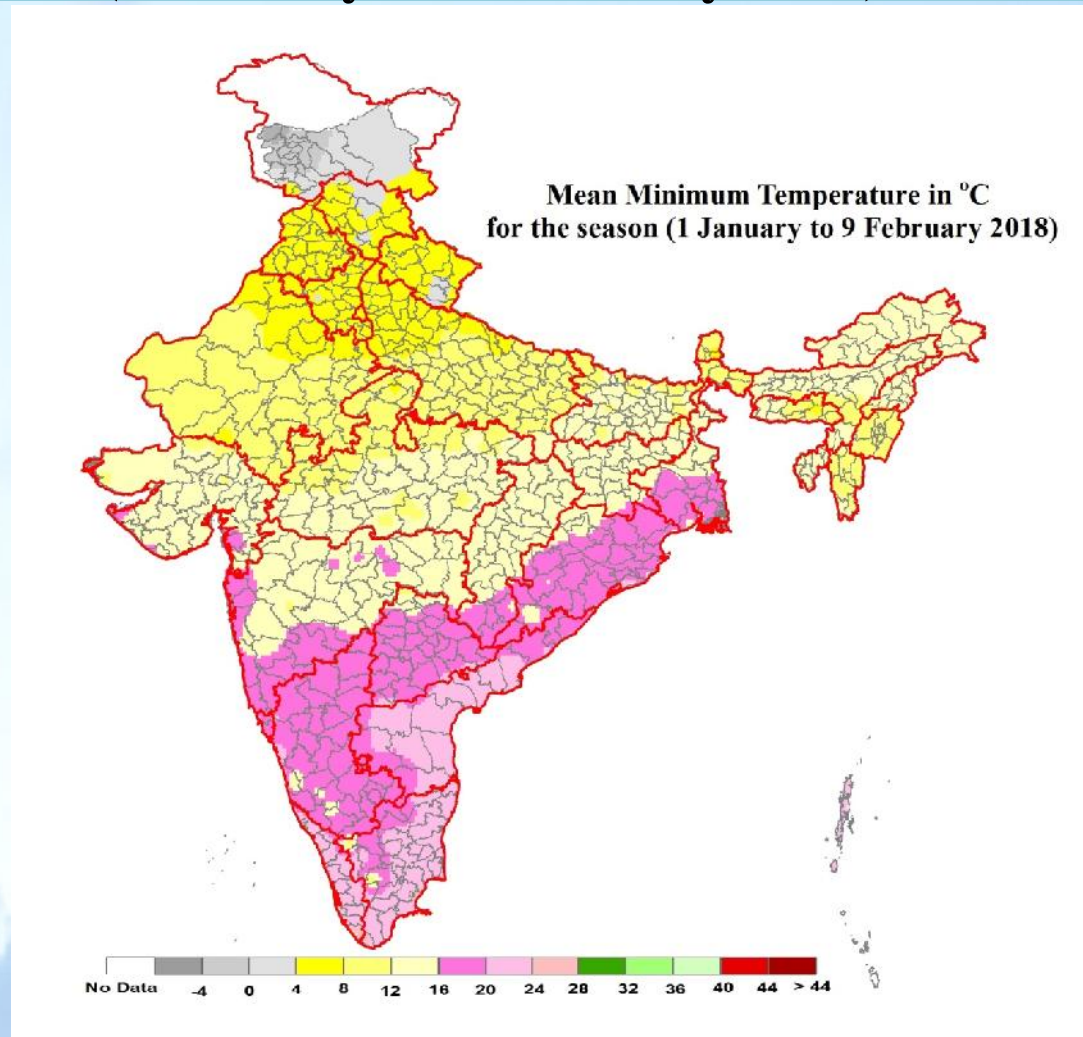 Mean Minimum Temperature in °C
for the season (1 January to 9 February 2018)
No Data -4 0 4 8 12 16 20 24 28 32 36 40 44 > 44